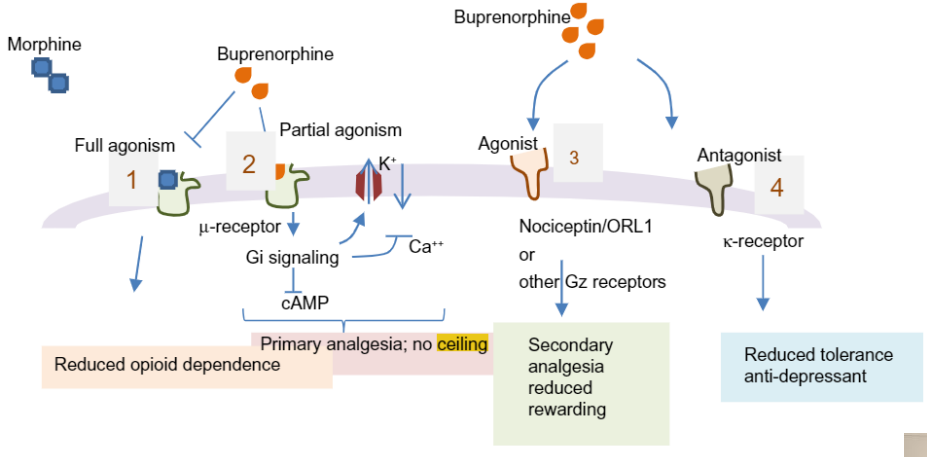 Morphine
Buprenorphine
Buprenorphine
Full agonism
Partial agonism
1
2
K⁺
Agonist
3
Antagonist
4
μ-receptor
Gi signaling
Ca⁺⁺
cAMP
Nociceptin/ORL1
or
other Gz receptors
κ-receptor
Reduced opioid dependence
Primary analgesia; no ceiling
Secondary
analgesia
reduced
rewarding
Reduced tolerance
anti-depressant